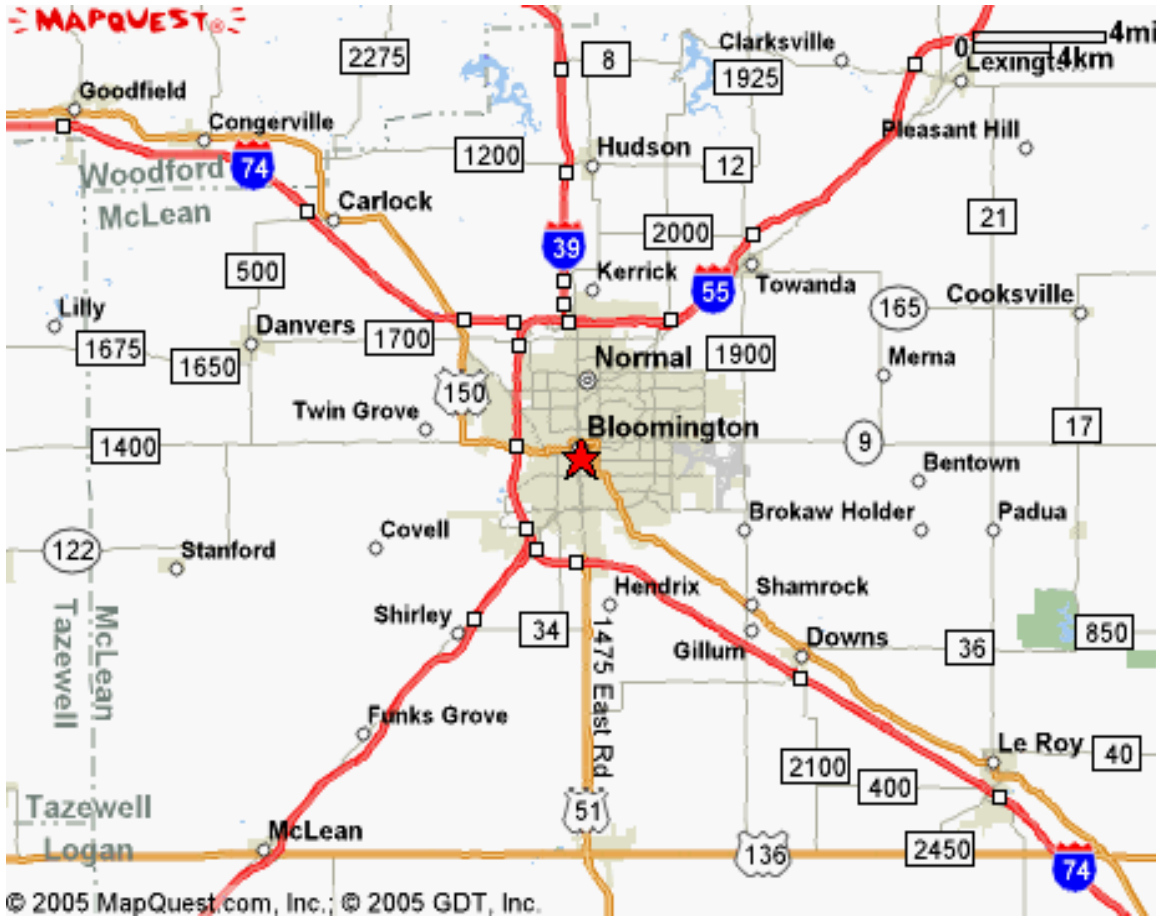 MAPQUEST
4mi
0
4km
2275
8
Clarksville
1925
Goodfield
Congerville
1200
Hudson
12
Pleasant Hill
74
Woodford
McLean
Carlock
39
2000
21
500
Kerrick
55
Towanda
165
Cooksville
Lilly
Danvers
1675
1650
1700
Normal
1900
Merna
150
Twin Grove
Bloomington
1400
9
17
Bentown
Brokaw Holder
Padua
122
Stanford
Covell
Hendrix
Shamrock
Shirley
34
Gillum
Downs
36
850
McLean
Tazewell
1475 East Rd
Funks Grove
Le Roy
2100
40
400
51
Tazewell
Logan
McLean
136
2450
74
© 2005 MapQuest.com, Inc.; © 2005 GDT, Inc.